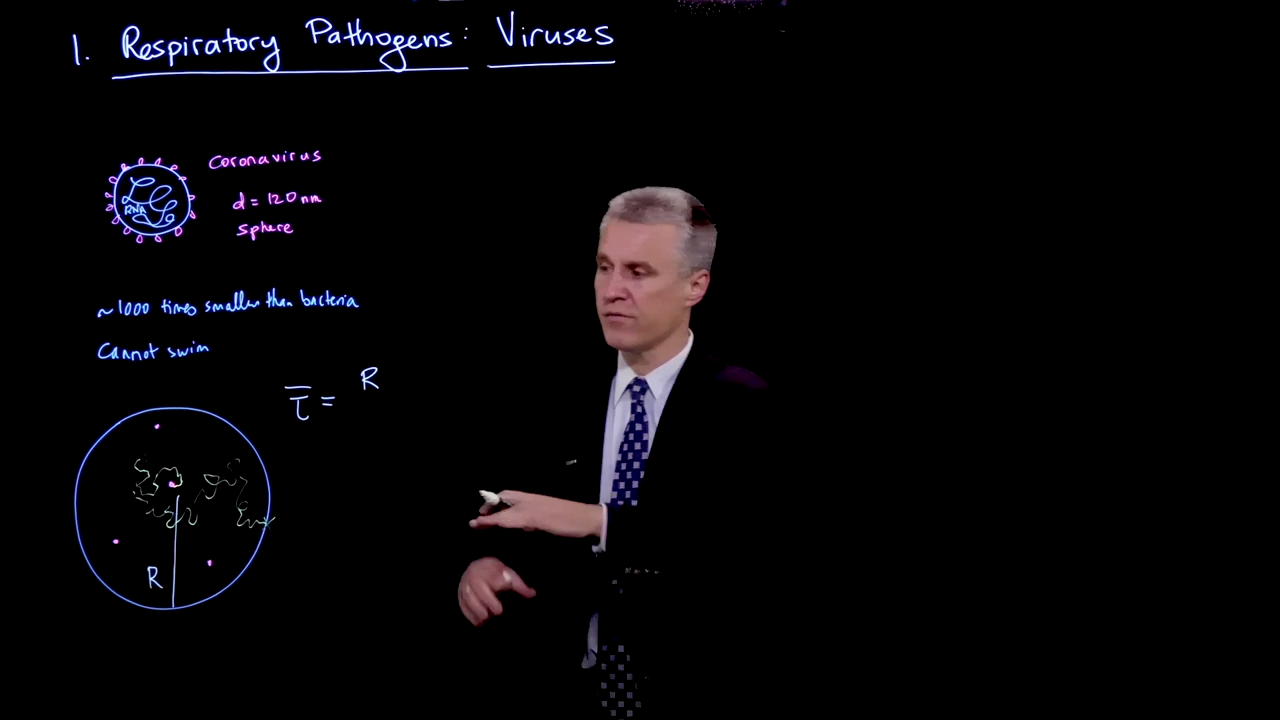 1. Respiratory Pathogens: Viruses
Coronavirus
d = 120 nm
sphere
RNA
~1000 times smaller than bacteria
Cannot swim
R
τ̅ =
R